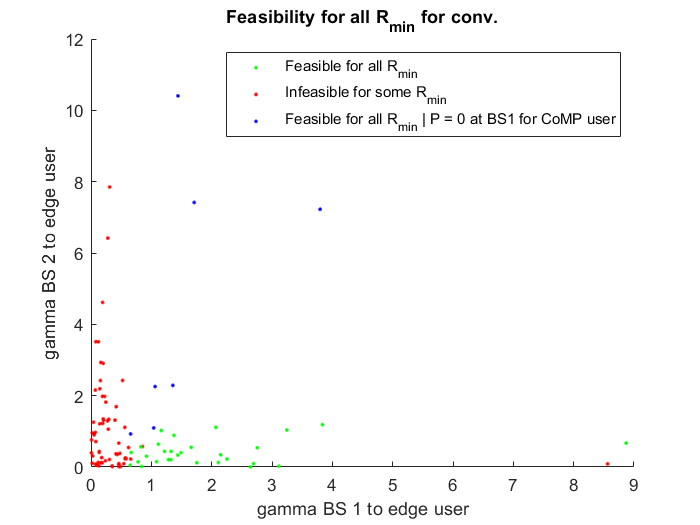 Feasibility for all R_min for conv.
Feasible for all R_min
Infeasible for some R_min
Feasible for all R_min | P = 0 at BS1 for CoMP user
12
10
8
6
4
2
0
gamma BS 2 to edge user
0 1 2 3 4 5 6 7 8 9
gamma BS 1 to edge user